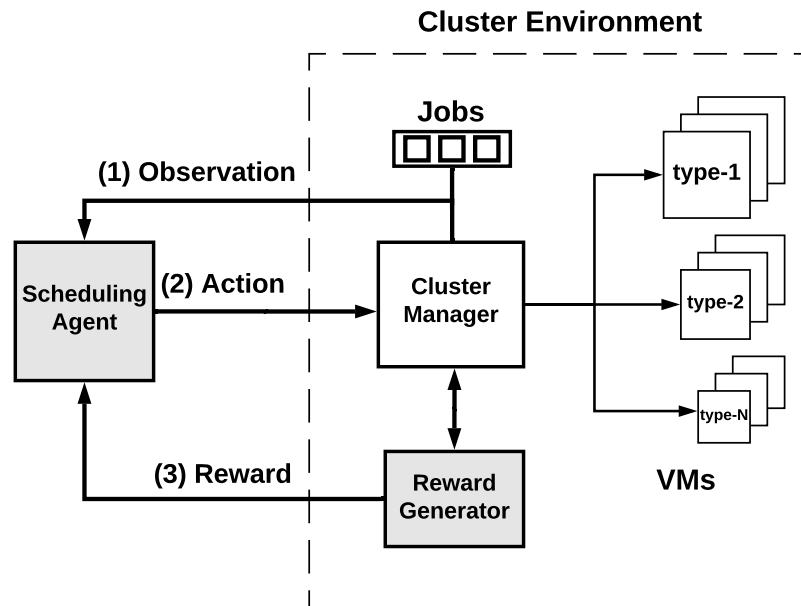 Cluster Environment
Jobs
(1) Observation
type-1
Scheduling
Agent
(2) Action
Cluster
Manager
type-2
type-N
(3) Reward
Reward
Generator
VMs